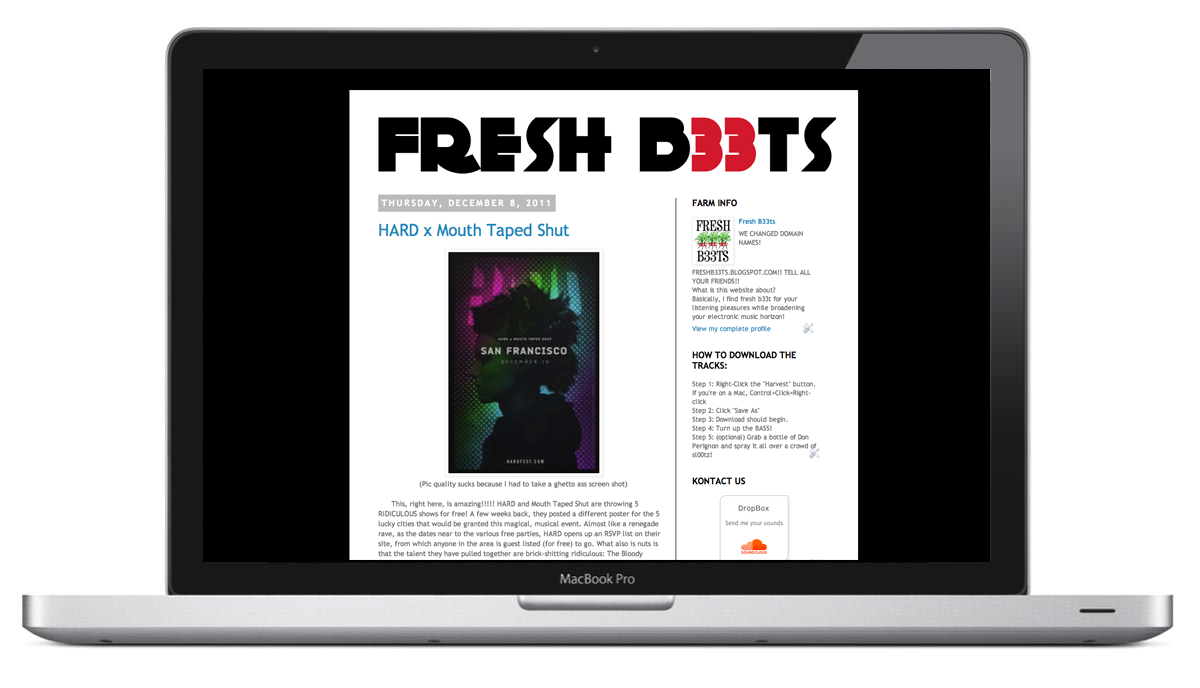 FRESH B33TS
THURSDAY, DECEMBER 8, 2011
HARD x Mouth Taped Shut
HARD & MOUTH TAPED SHUT
SAN FRANCISCO
DECEMBER 16
HARDFEST.COM
(Pic quality sucks because I had to take a ghetto ass screen shot)
This, right here, is amazing!!!!! HARD and Mouth Taped Shut are throwing 5
RIDICULOUS shows for free! A few weeks back, they posted a different poster for the 5
lucky cities that would be granted this magical, musical event. Almost like a renegade
rave, as the dates near to the various free parties, HARD opens up an RSVP list on their
site, from which anyone in the area is guest listed (for free) to go. What also is nuts is
that the talent they have pulled together are brick-shitting ridiculous: The Bloody
FARM INFO
FRESH
B33TS
Fresh B33ts
WE CHANGED DOMAIN
NAMES!
FRESHB33TS.BLOGSPOT.COM!! TELL ALL
YOUR FRIENDS!!
What is this website about?
Basically, I find fresh b33t for your
listening pleasures while broadening
your electronic music horizon!
View my complete profile
HOW TO DOWNLOAD THE
TRACKS:
Step 1: Right-Click the "Harvest" button.
If you're on a Mac, Control+Click=Right-
click
Step 2: Click "Save As"
Step 3: Download should begin.
Step 4: Turn up the BASS!
Step 5: (optional) Grab a bottle of Don
Perignon and spray it all over a crowd of
sl00tz!
KONTACT US
DropBox
Send me your sounds
SOUNDCLOUD
MacBook Pro